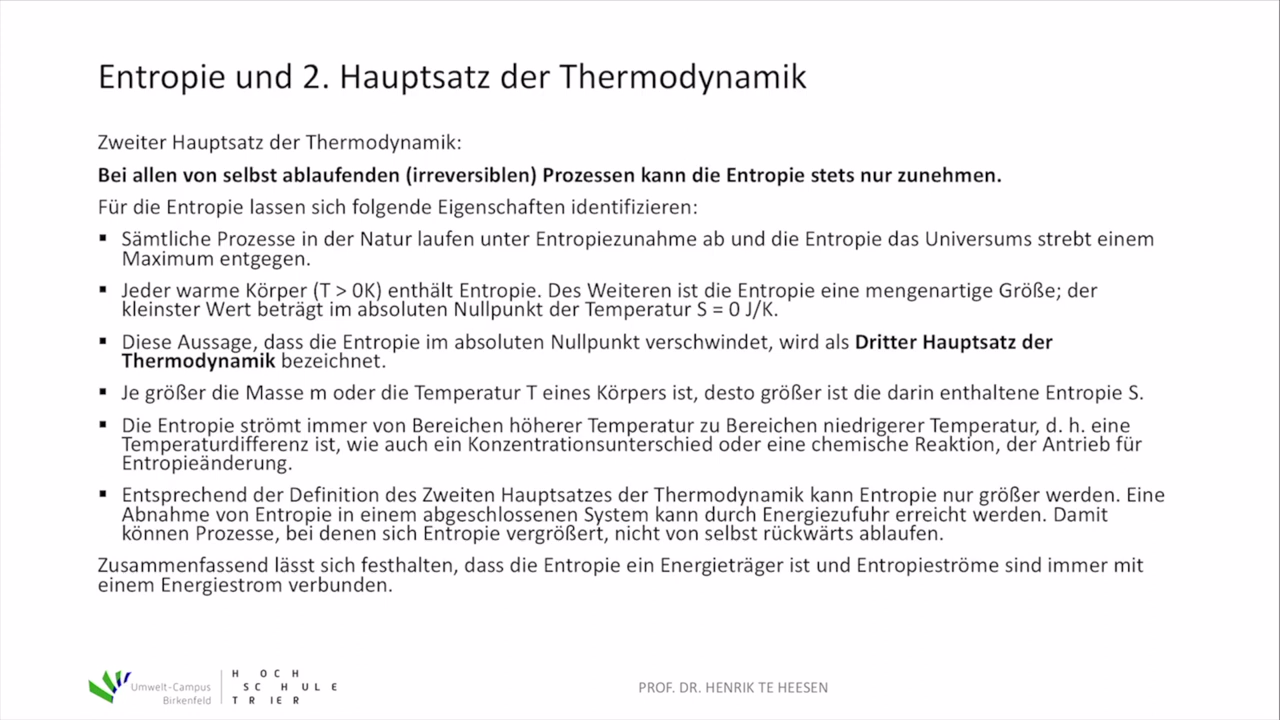 Entropie und 2. Hauptsatz der Thermodynamik
Zweiter Hauptsatz der Thermodynamik:
Bei allen von selbst ablaufenden (irreversiblen) Prozessen kann die Entropie stets nur zunehmen.
Für die Entropie lassen sich folgende Eigenschaften identifizieren:
▪ Sämtliche Prozesse in der Natur laufen unter Entropiezunahme ab und die Entropie das Universums strebt einem
Maximum entgegen.
▪ Jeder warme Körper (T > 0K) enthält Entropie. Des Weiteren ist die Entropie eine mengenartige Größe; der
kleinster Wert beträgt im absoluten Nullpunkt der Temperatur S = 0 J/K.
▪ Diese Aussage, dass die Entropie im absoluten Nullpunkt verschwindet, wird als Dritter Hauptsatz der
Thermodynamik bezeichnet.
▪ Je größer die Masse m oder die Temperatur T eines Körpers ist, desto größer ist die darin enthaltene Entropie S.
▪ Die Entropie strömt immer von Bereichen höherer Temperatur zu Bereichen niedrigerer Temperatur, d. h. eine
Temperaturdifferenz ist, wie auch ein Konzentrationsunterschied oder eine chemische Reaktion, der Antrieb für
Entropieänderung.
▪ Entsprechend der Definition des Zweiten Hauptsatzes der Thermodynamik kann Entropie nur größer werden. Eine
Abnahme von Entropie in einem abgeschlossenen System kann durch Energiezufuhr erreicht werden. Damit
können Prozesse, bei denen sich Entropie vergrößert, nicht von selbst rückwärts ablaufen.
Zusammenfassend lässt sich festhalten, dass die Entropie ein Energieträger ist und Entropieströme sind immer mit
einem Energiestrom verbunden.
Umwelt-Campus
Birkenfeld
HOCH
SCHULE
TRIER
PROF. DR. HENRIK TE HEESEN